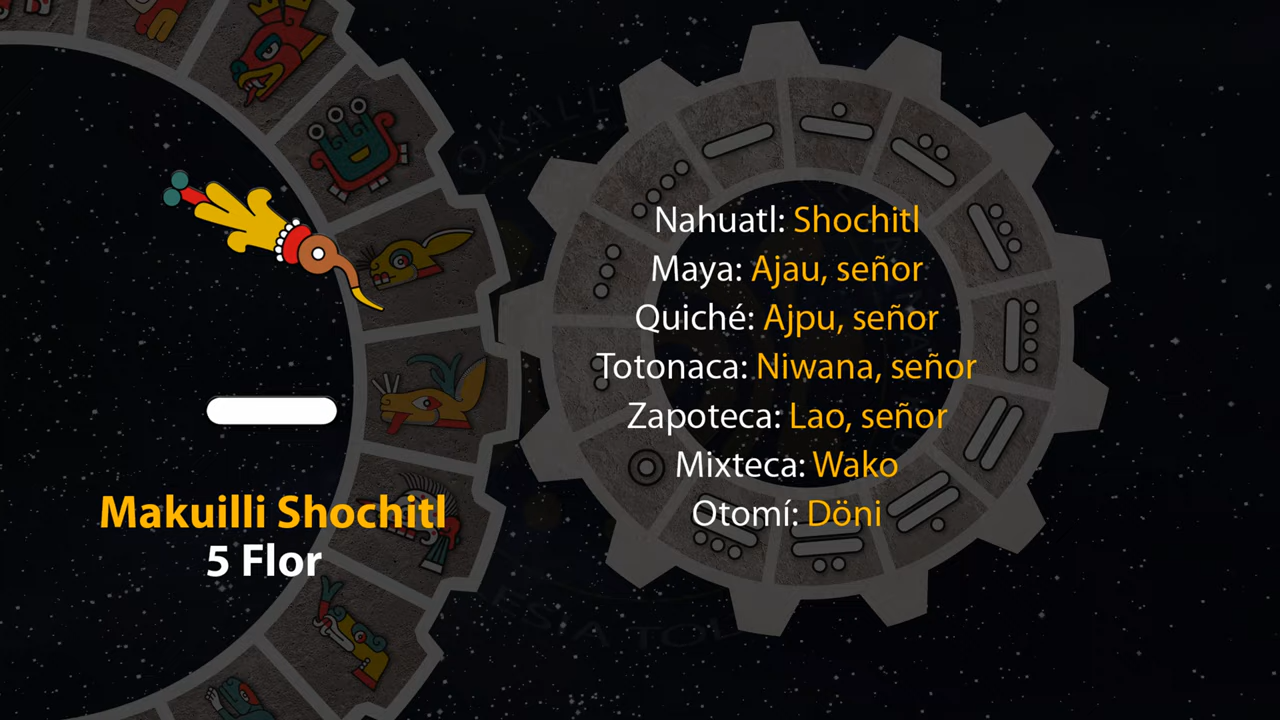 Nahuatl: Shochitl
Maya: Ajau, señor
Quiché: Ajpu, señor
Totonaca: Niwana, señor
Zapoteca: Lao, señor
Mixteca: Wako
Otomí: Döni
Makuilli Shochitl
5 Flor